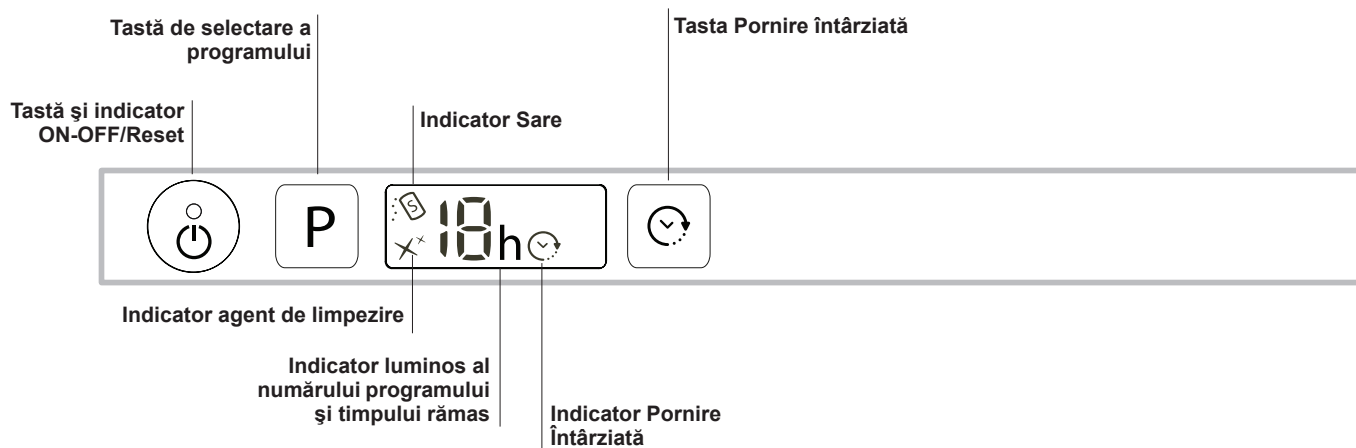 Tastă de selectare a
programului
Tasta Pornire întârziată
Tastă şi indicator
ON-OFF/Reset
Indicator Sare
P
S
18h
Indicator agent de limpezire
Indicator luminos al
numărului programului
şi timpului rămas
Indicator Pornire
Întârziată